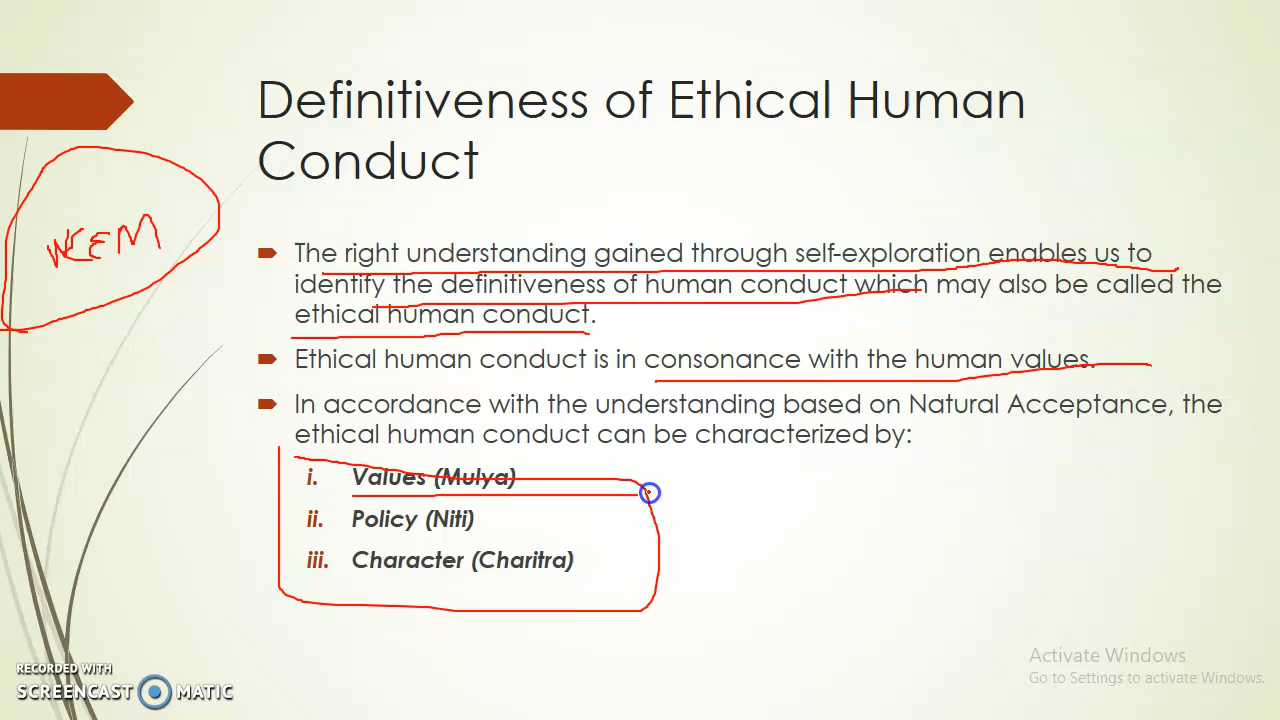 Definitiveness of Ethical Human
Conduct
The right understanding gained through self-exploration enables us to
identify the definitiveness of human conduct which may also be called the
ethical human conduct.
Ethical human conduct is in consonance with the human values.
In accordance with the understanding based on Natural Acceptance, the
ethical human conduct can be characterized by:
i. Values (Mulya)
ii. Policy (Niti)
iii. Character (Charitra)
Activate Windows
Go to Settings to activate Windows.
RECORDED WITH
SCREENCAST MATIC